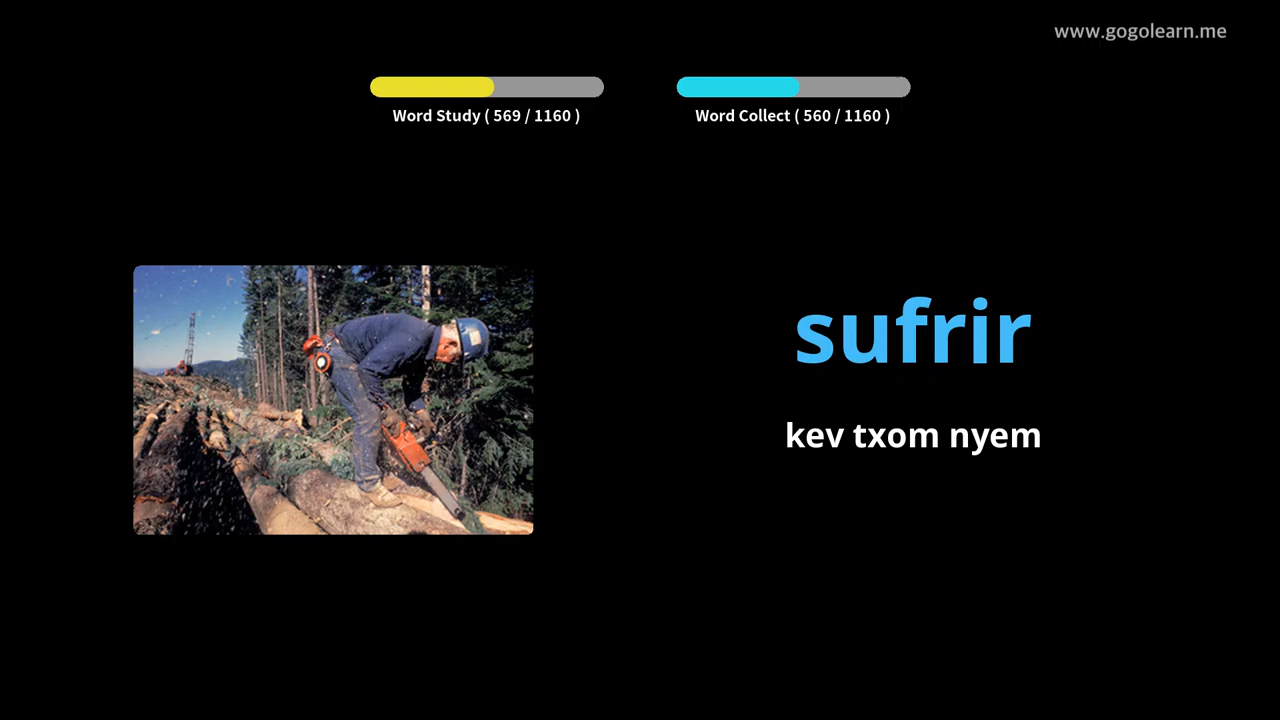 www.gogolearn.me
Word Study ( 569 / 1160 )
Word Collect ( 560 / 1160 )
sufrir
kev txom nyem